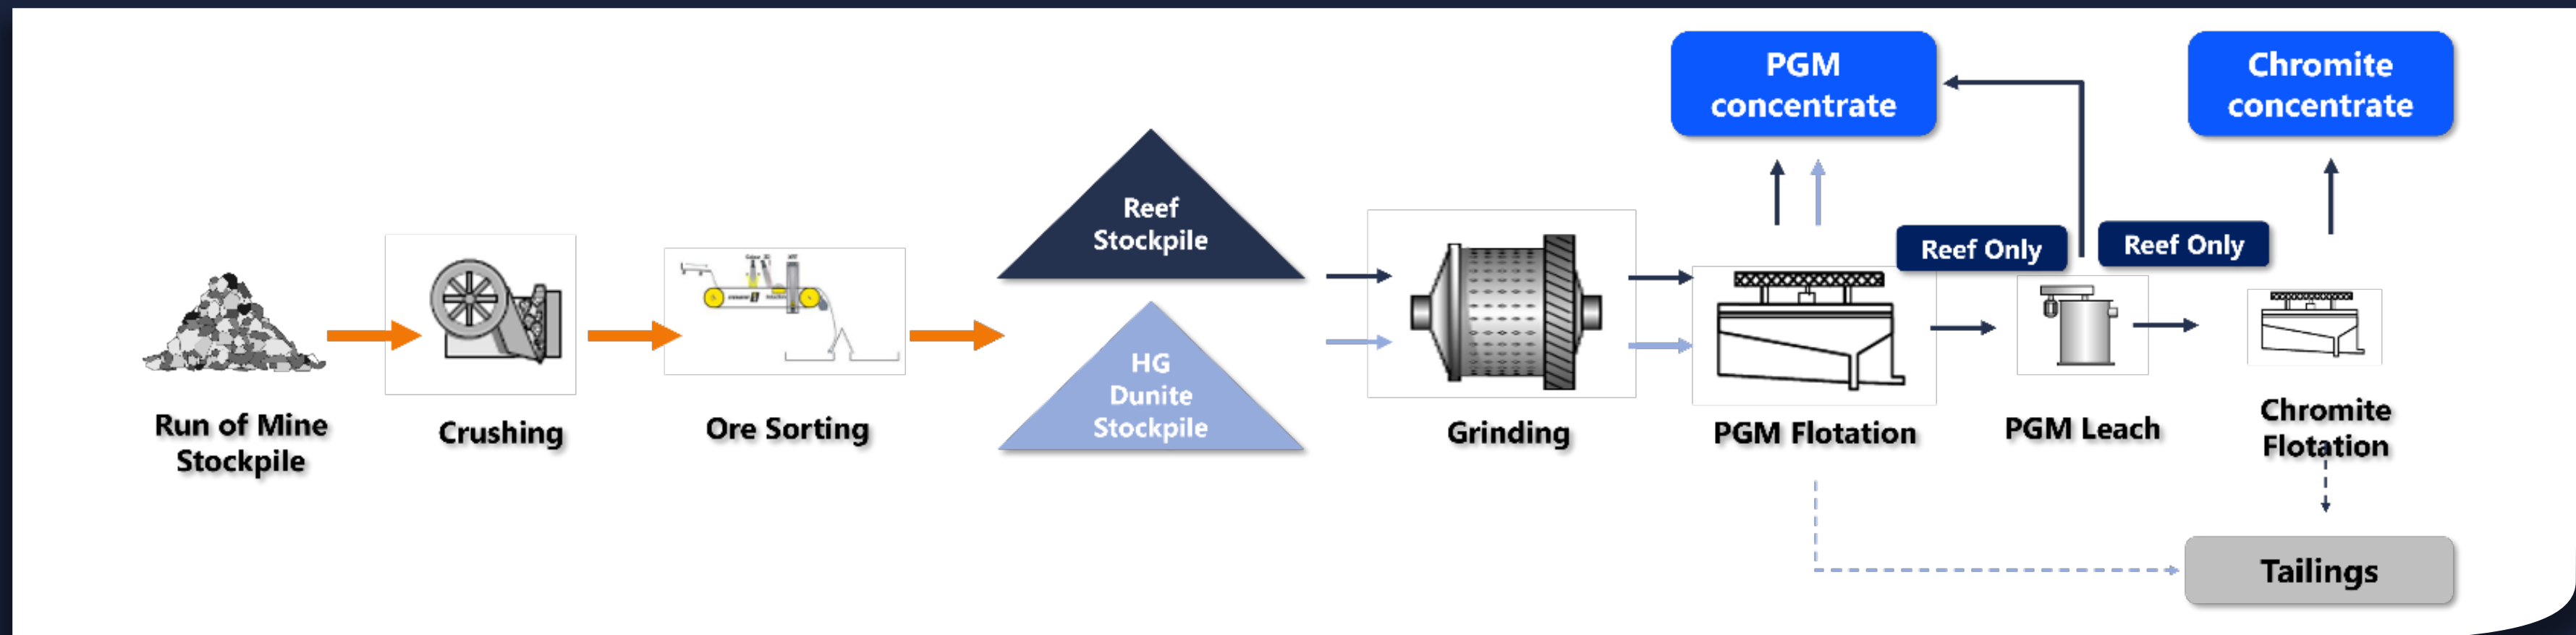 PGM
concentrate
Chromite
concentrate
Reef
Stockpile
Reef Only
Reef Only
HG
Dunite
Stockpile
Run of Mine
Stockpile
Crushing
Ore Sorting
Grinding
PGM Flotation
PGM Leach
Chromite
Flotation
Tailings